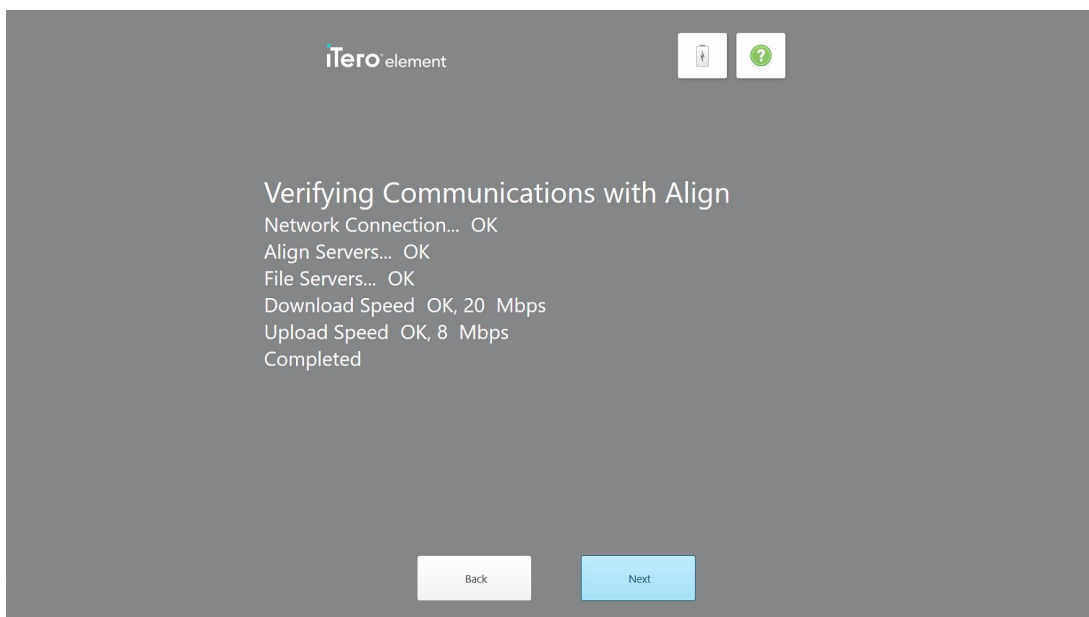 iTero element
?
Verifying Communications with Align
Network Connection... OK
Align Servers... OK
File Servers... OK
Download Speed OK, 20 Mbps
Upload Speed OK, 8 Mbps
Completed
Back
Next